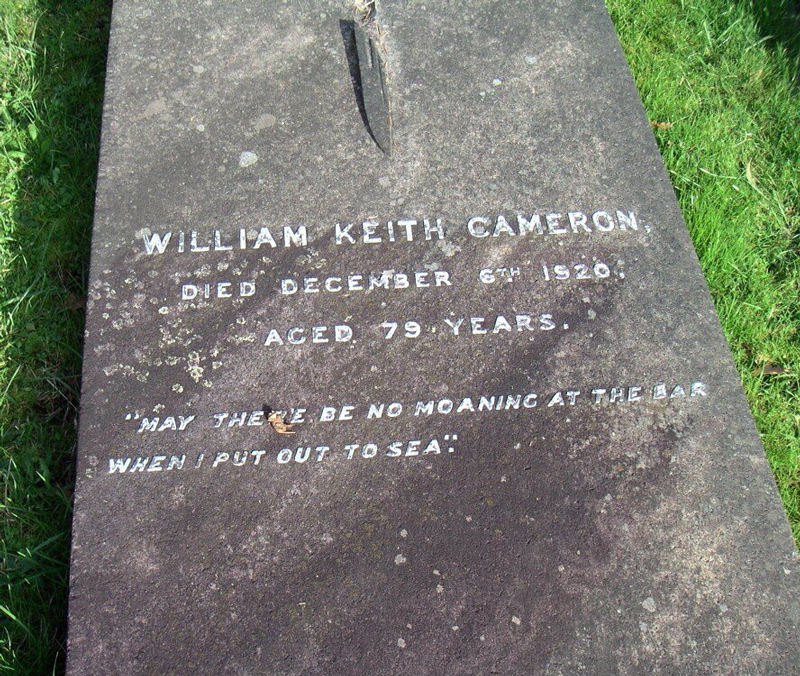 WILLIAM KEITH CAMERON,
DIED DECEMBER 6TH 1920.
AGED 79 YEARS.
"MAY THERE BE NO MOANING AT THE BAR
WHEN I PUT OUT TO SEA".